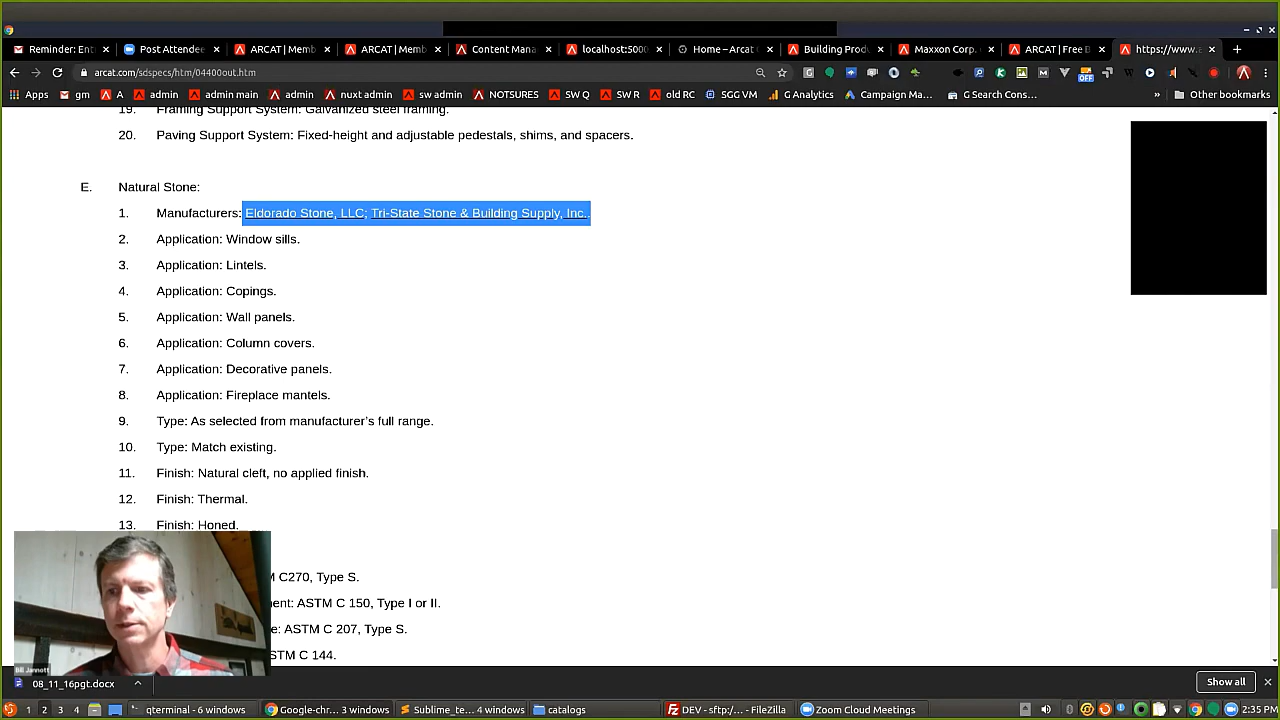 Reminder: Ent
Post Attendee
ARCAT | Memb
ARCAT | Memb
Content Mana
localhost:5000
Home – Arcat
Building Produ
Maxxon Corp.
ARCAT | Free B
https://www.
arcat.com/sdspecs/htm/04400out.htm
Apps
gm
A
admin
admin main
admin
nuxt admin
sw admin
NOTSURES
SW Q
SW R
old RC
SGG VM
G Analytics
Campaign Ma...
G Search Cons...
»
Other bookmarks
19. Framing Support System: Galvanized steel framing.
20. Paving Support System: Fixed-height and adjustable pedestals, shims, and spacers.
E. Natural Stone:
1. Manufacturers: Eldorado Stone, LLC; Tri-State Stone & Building Supply, Inc..
2. Application: Window sills.
3. Application: Lintels.
4. Application: Copings.
5. Application: Wall panels.
6. Application: Column covers.
7. Application: Decorative panels.
8. Application: Fireplace mantels.
9. Type: As selected from manufacturer’s full range.
10. Type: Match existing.
11. Finish: Natural cleft, no applied finish.
12. Finish: Thermal.
13. Finish: Honed.
M C270, Type S.
ent: ASTM C 150, Type I or II.
e: ASTM C 207, Type S.
STM C 144.
Bill Jannott
08_11_16pgt.docx
Show all
1 2 3 4
qterminal - 6 windows
Google-chr... 3 windows
Sublime_te... 4 windows
catalogs
DEV - sftp:/... - FileZilla
Zoom Cloud Meetings
2:35 PM